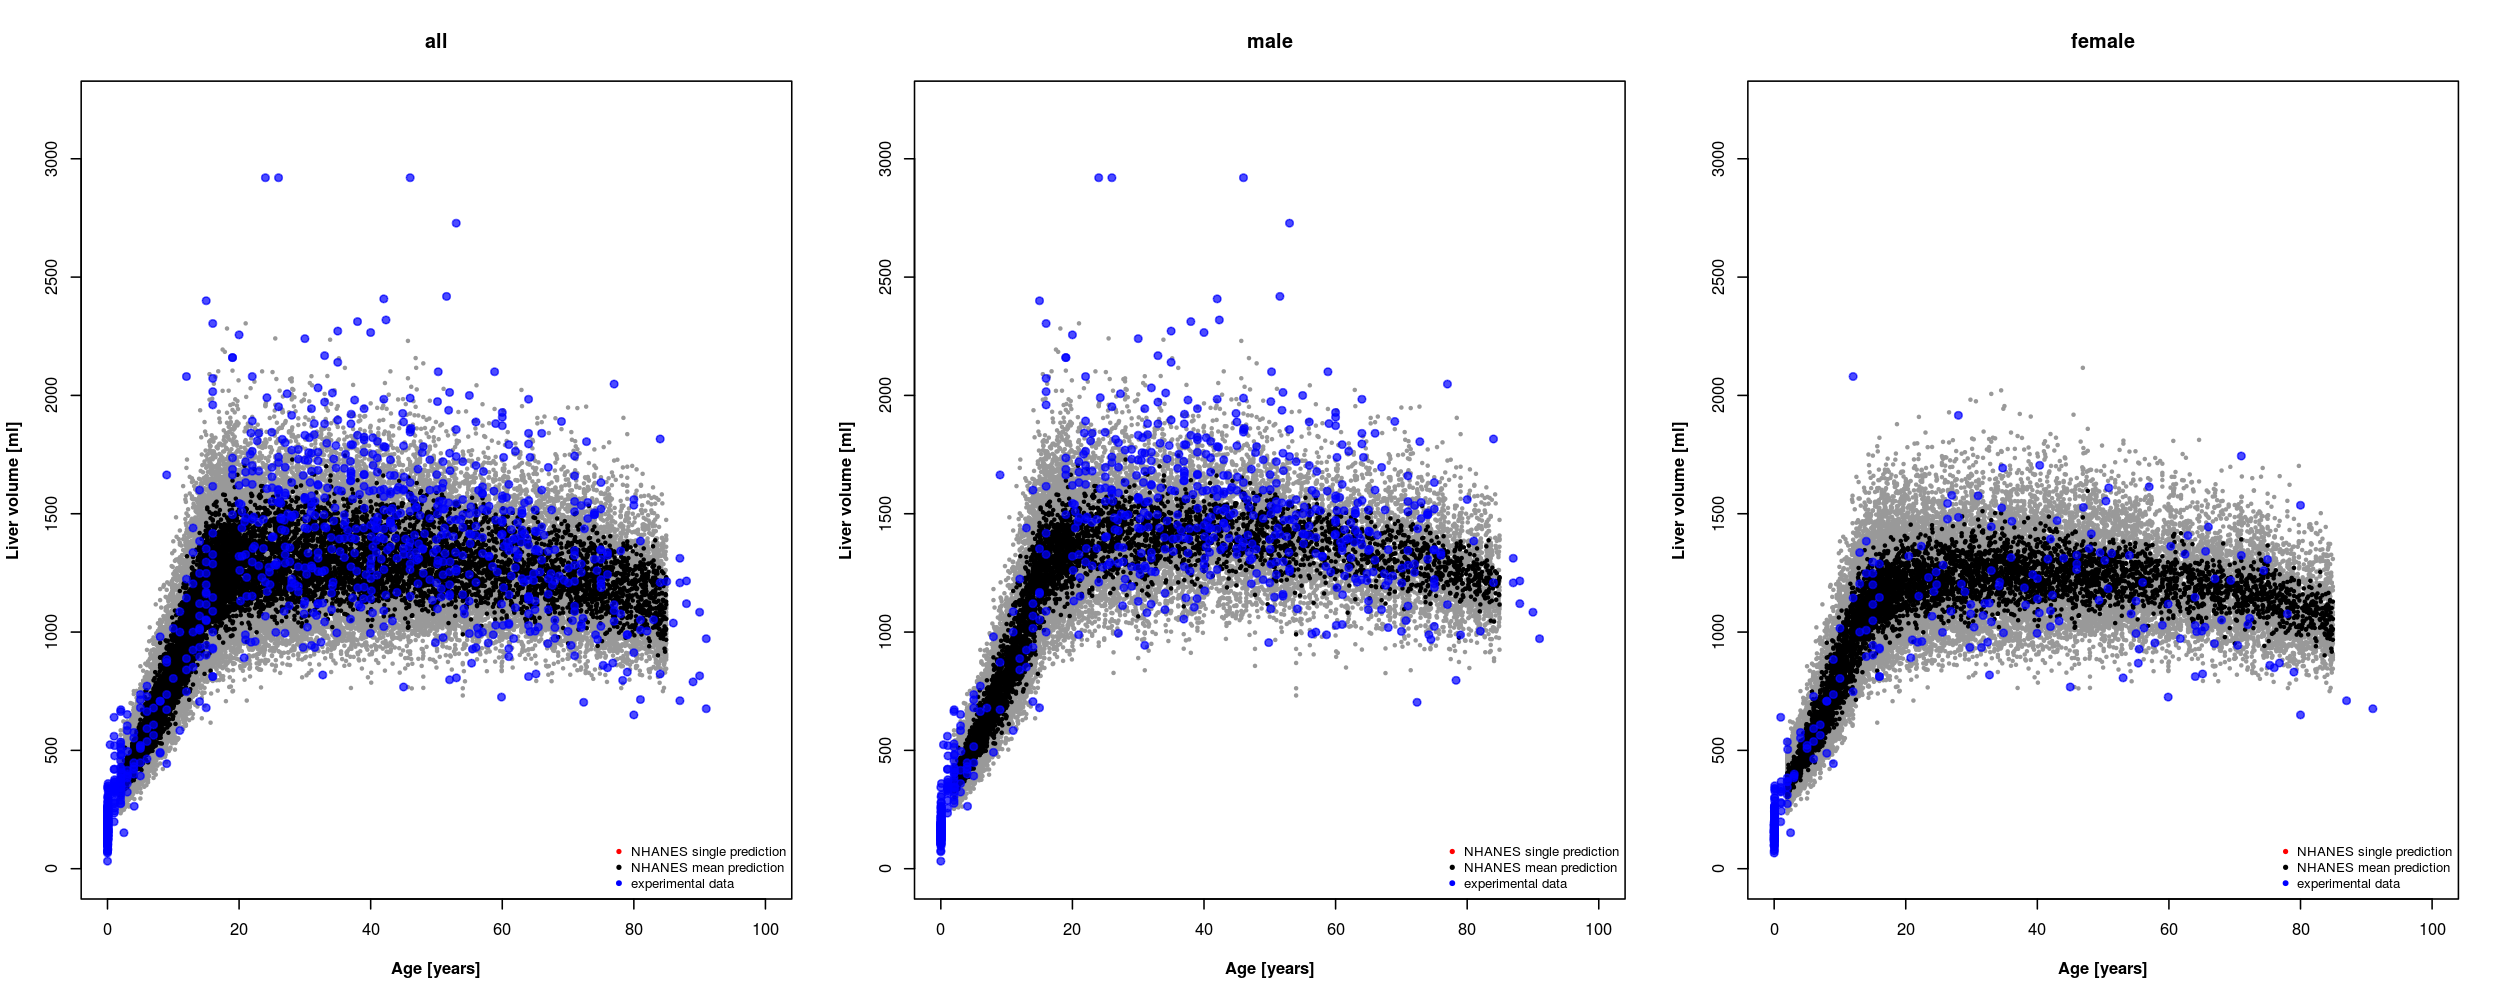 all
Liver volume [ml]
3000
2500
2000
1500
1000
500
0
NHANES single prediction
NHANES mean prediction
experimental data
0 20 40 60 80 100
Age [years]
male
Liver volume [ml]
3000
2500
2000
1500
1000
500
0
NHANES single prediction
NHANES mean prediction
experimental data
0 20 40 60 80 100
Age [years]
female
Liver volume [ml]
3000
2500
2000
1500
1000
500
0
NHANES single prediction
NHANES mean prediction
experimental data
0 20 40 60 80 100
Age [years]